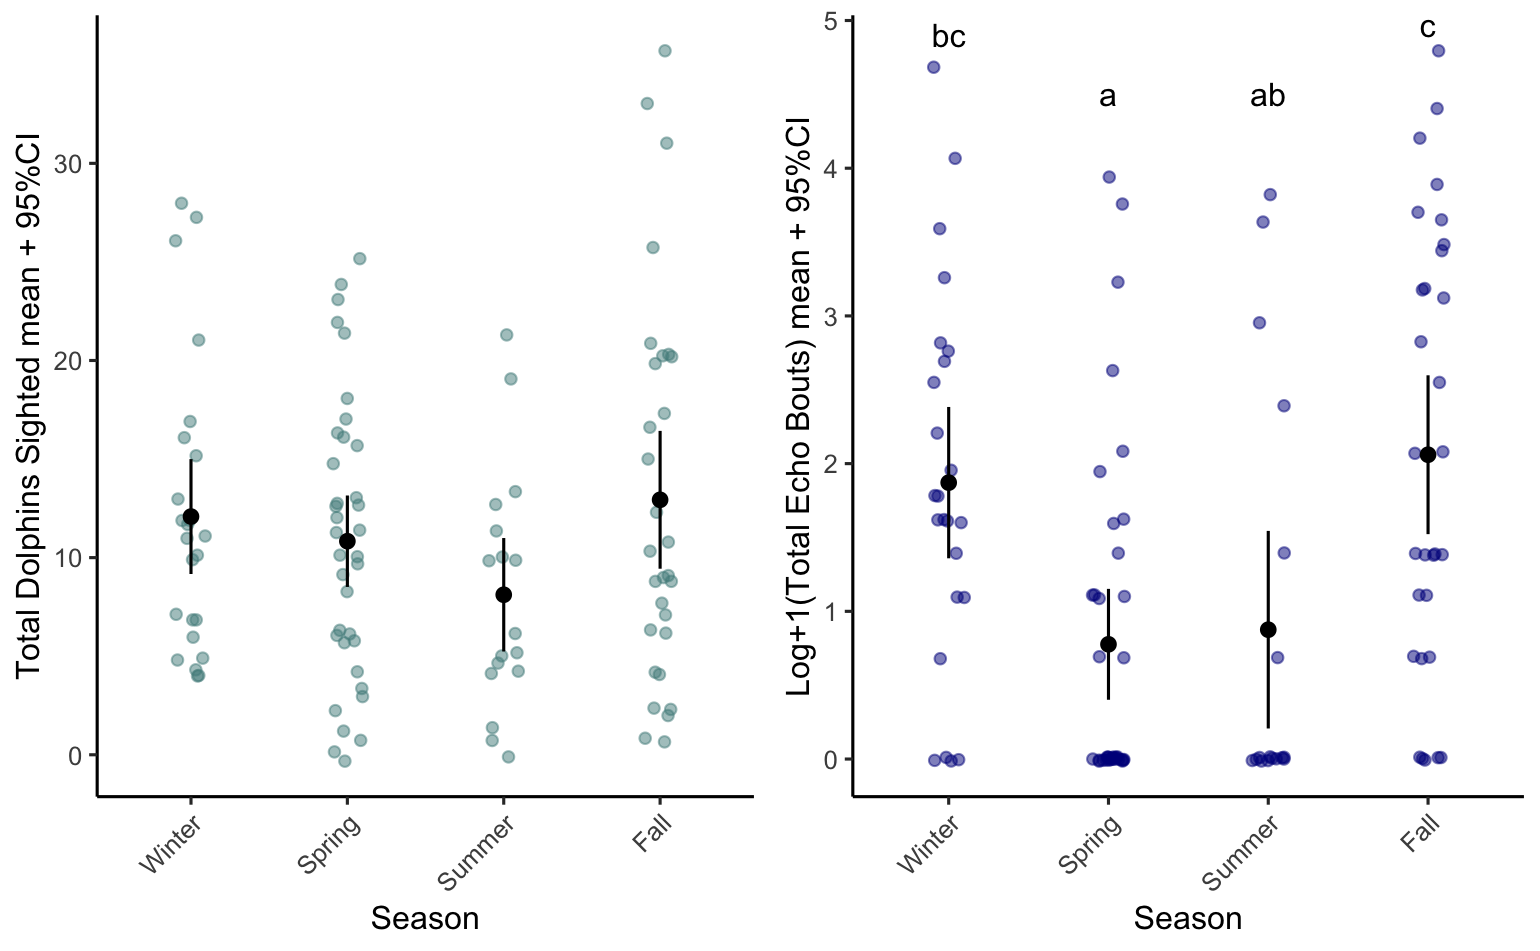 Total Dolphins Sighted mean + 95%CI
30
20
10
0
Winter
Spring
Summer
Fall
Season
Log+1(Total Echo Bouts) mean + 95%CI
5
4
3
2
1
0
bc
a
ab
c
Winter
Spring
Summer
Fall
Season